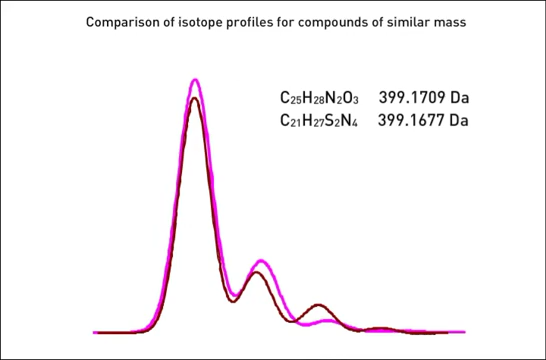 Comparison of isotope profiles for compounds of similar mass
C₂₅H₂₈N₂O₃ 399.1709 Da
C₂₁H₂₇S₂N₄ 399.1677 Da